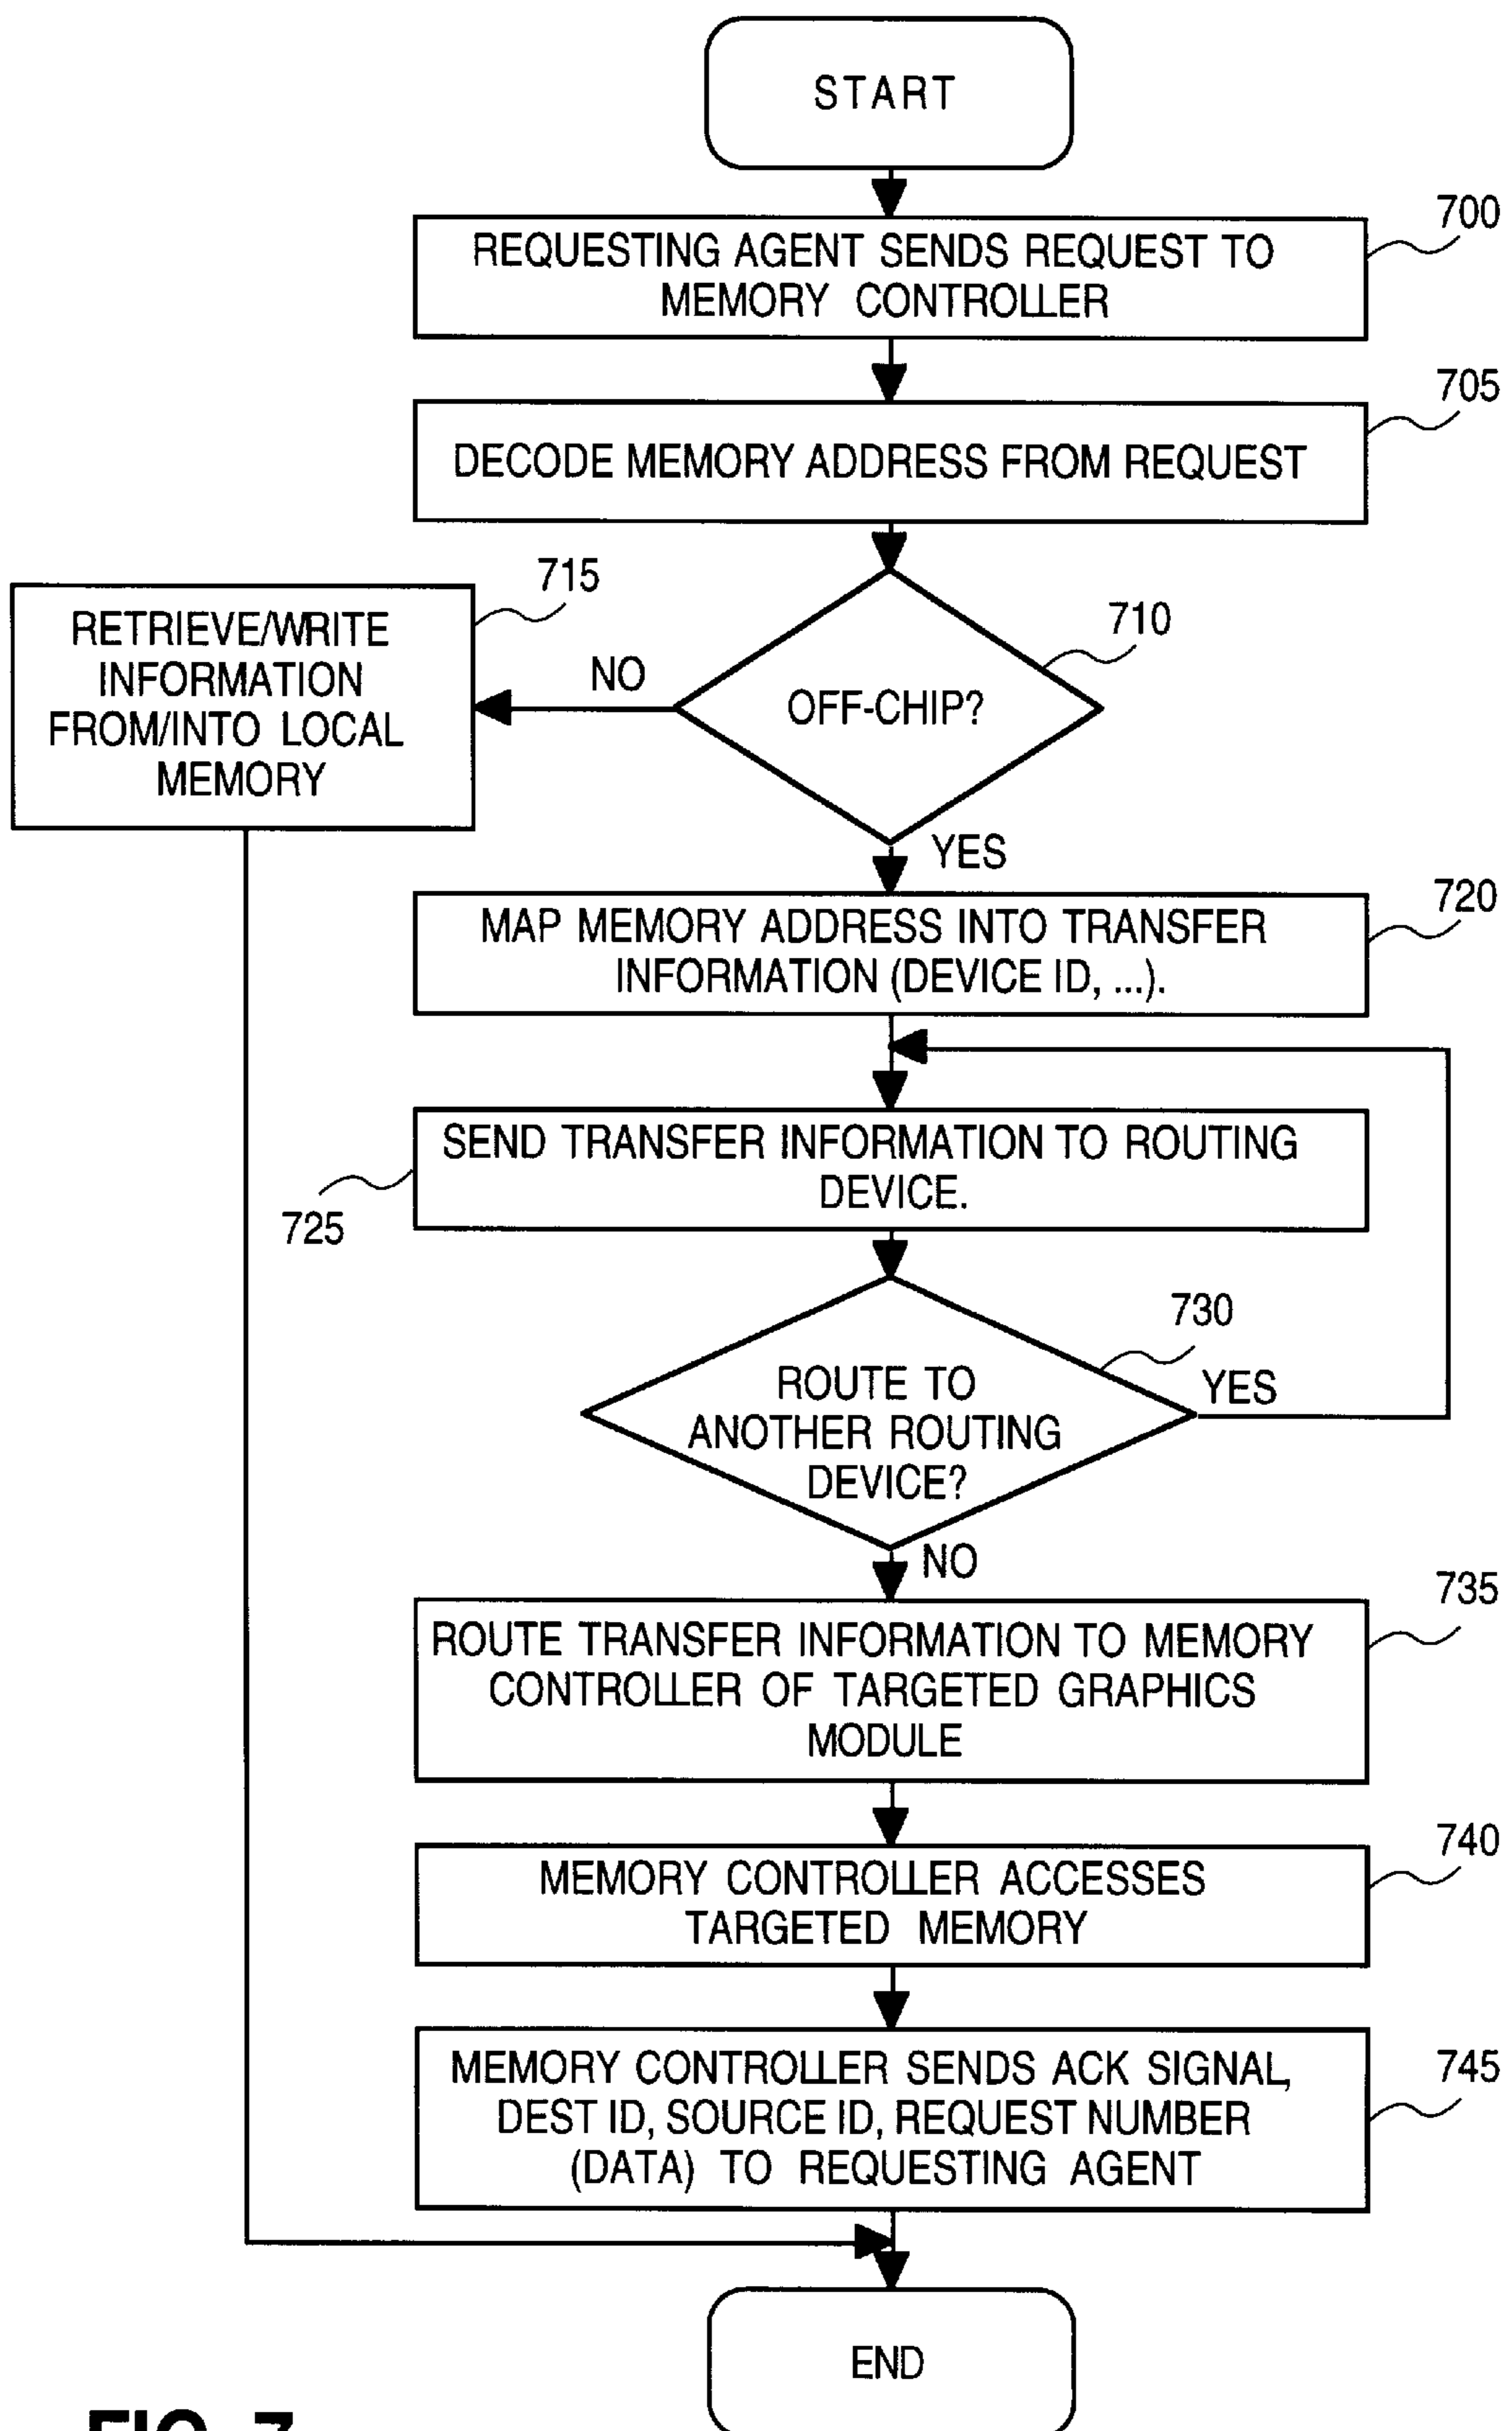 START
700
REQUESTING AGENT SENDS REQUEST TO
MEMORY CONTROLLER
705
DECODE MEMORY ADDRESS FROM REQUEST
715
RETRIEVE/WRITE
INFORMATION
FROM/INTO LOCAL
MEMORY
NO
710
OFF-CHIP?
YES
720
MAP MEMORY ADDRESS INTO TRANSFER
INFORMATION (DEVICE ID, ...).
SEND TRANSFER INFORMATION TO ROUTING
DEVICE.
725
730
ROUTE TO
ANOTHER ROUTING
DEVICE?
YES
NO
735
ROUTE TRANSFER INFORMATION TO MEMORY
CONTROLLER OF TARGETED GRAPHICS
MODULE
740
MEMORY CONTROLLER ACCESSES
TARGETED MEMORY
745
MEMORY CONTROLLER SENDS ACK SIGNAL,
DEST ID, SOURCE ID, REQUEST NUMBER
(DATA) TO REQUESTING AGENT
END
FIG. 7